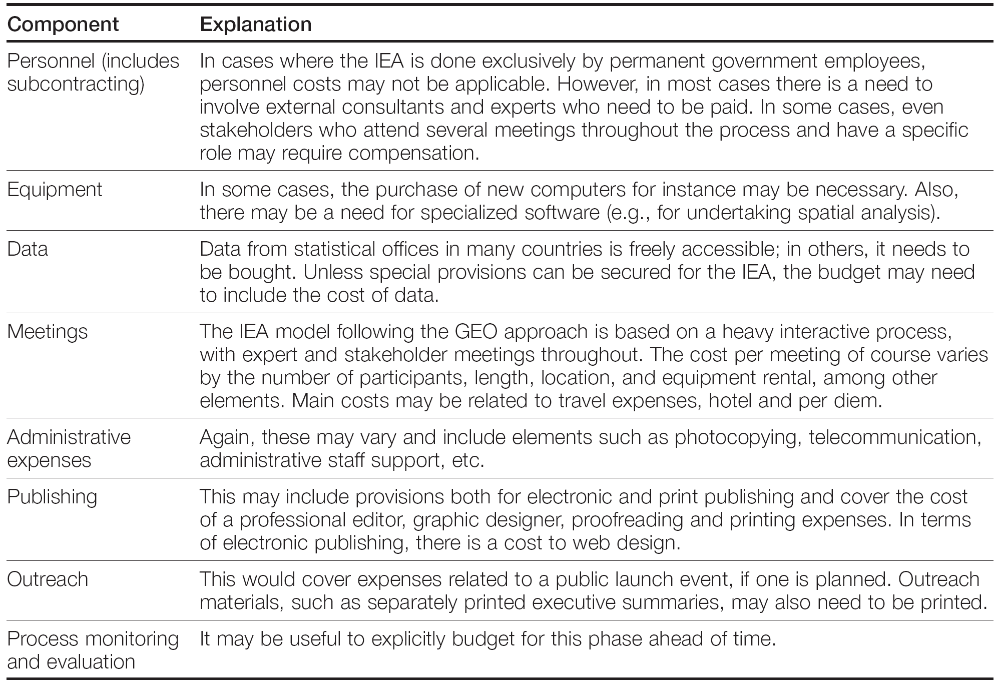 Component Explanation
Personnel (includes In cases where the IEA is done exclusively by permanent government employees,
subcontracting) personnel costs may not be applicable. However, in most cases there is a need to
involve external consultants and experts who need to be paid. In some cases, even
stakeholders who attend several meetings throughout the process and have a specific
role may require compensation.
Equipment In some cases, the purchase of new computers for instance may be necessary. Also,
there may be a need for specialized software (e.g., for undertaking spatial analysis).
Data Data from statistical offices in many countries is freely accessible; in others, it needs to
be bought. Unless special provisions can be secured for the IEA, the budget may need
to include the cost of data.
Meetings The IEA model following the GEO approach is based on a heavy interactive process,
with expert and stakeholder meetings throughout. The cost per meeting of course varies
by the number of participants, length, location, and equipment rental, among other
elements. Main costs may be related to travel expenses, hotel and per diem.
Administrative Again, these may vary and include elements such as photocopying, telecommunication,
expenses administrative staff support, etc.
Publishing This may include provisions both for electronic and print publishing and cover the cost
of a professional editor, graphic designer, proofreading and printing expenses. In terms
of electronic publishing, there is a cost to web design.
Outreach This would cover expenses related to a public launch event, if one is planned. Outreach
materials, such as separately printed executive summaries, may also need to be printed.
Process monitoring It may be useful to explicitly budget for this phase ahead of time.
and evaluation